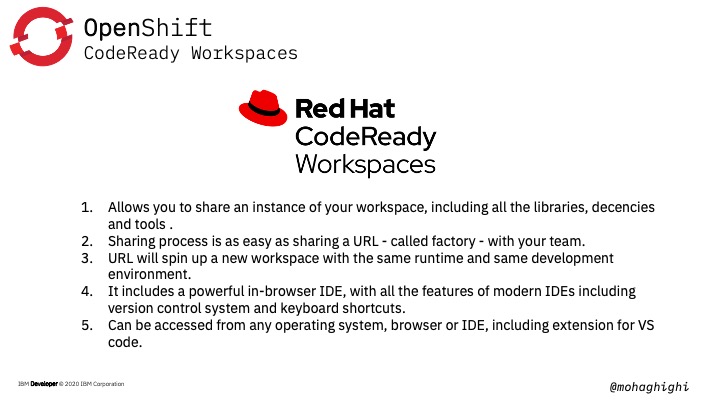 OpenShift
CodeReady Workspaces
Red Hat
CodeReady
Workspaces
1. Allows you to share an instance of your workspace, including all the libraries, decencies
and tools .
2. Sharing process is as easy as sharing a URL - called factory - with your team.
3. URL will spin up a new workspace with the same runtime and same development
environment.
4. It includes a powerful in-browser IDE, with all the features of modern IDEs including
version control system and keyboard shortcuts.
5. Can be accessed from any operating system, browser or IDE, including extension for VS
code.
IBM Developer © 2020 IBM Corporation
@mohaghighi